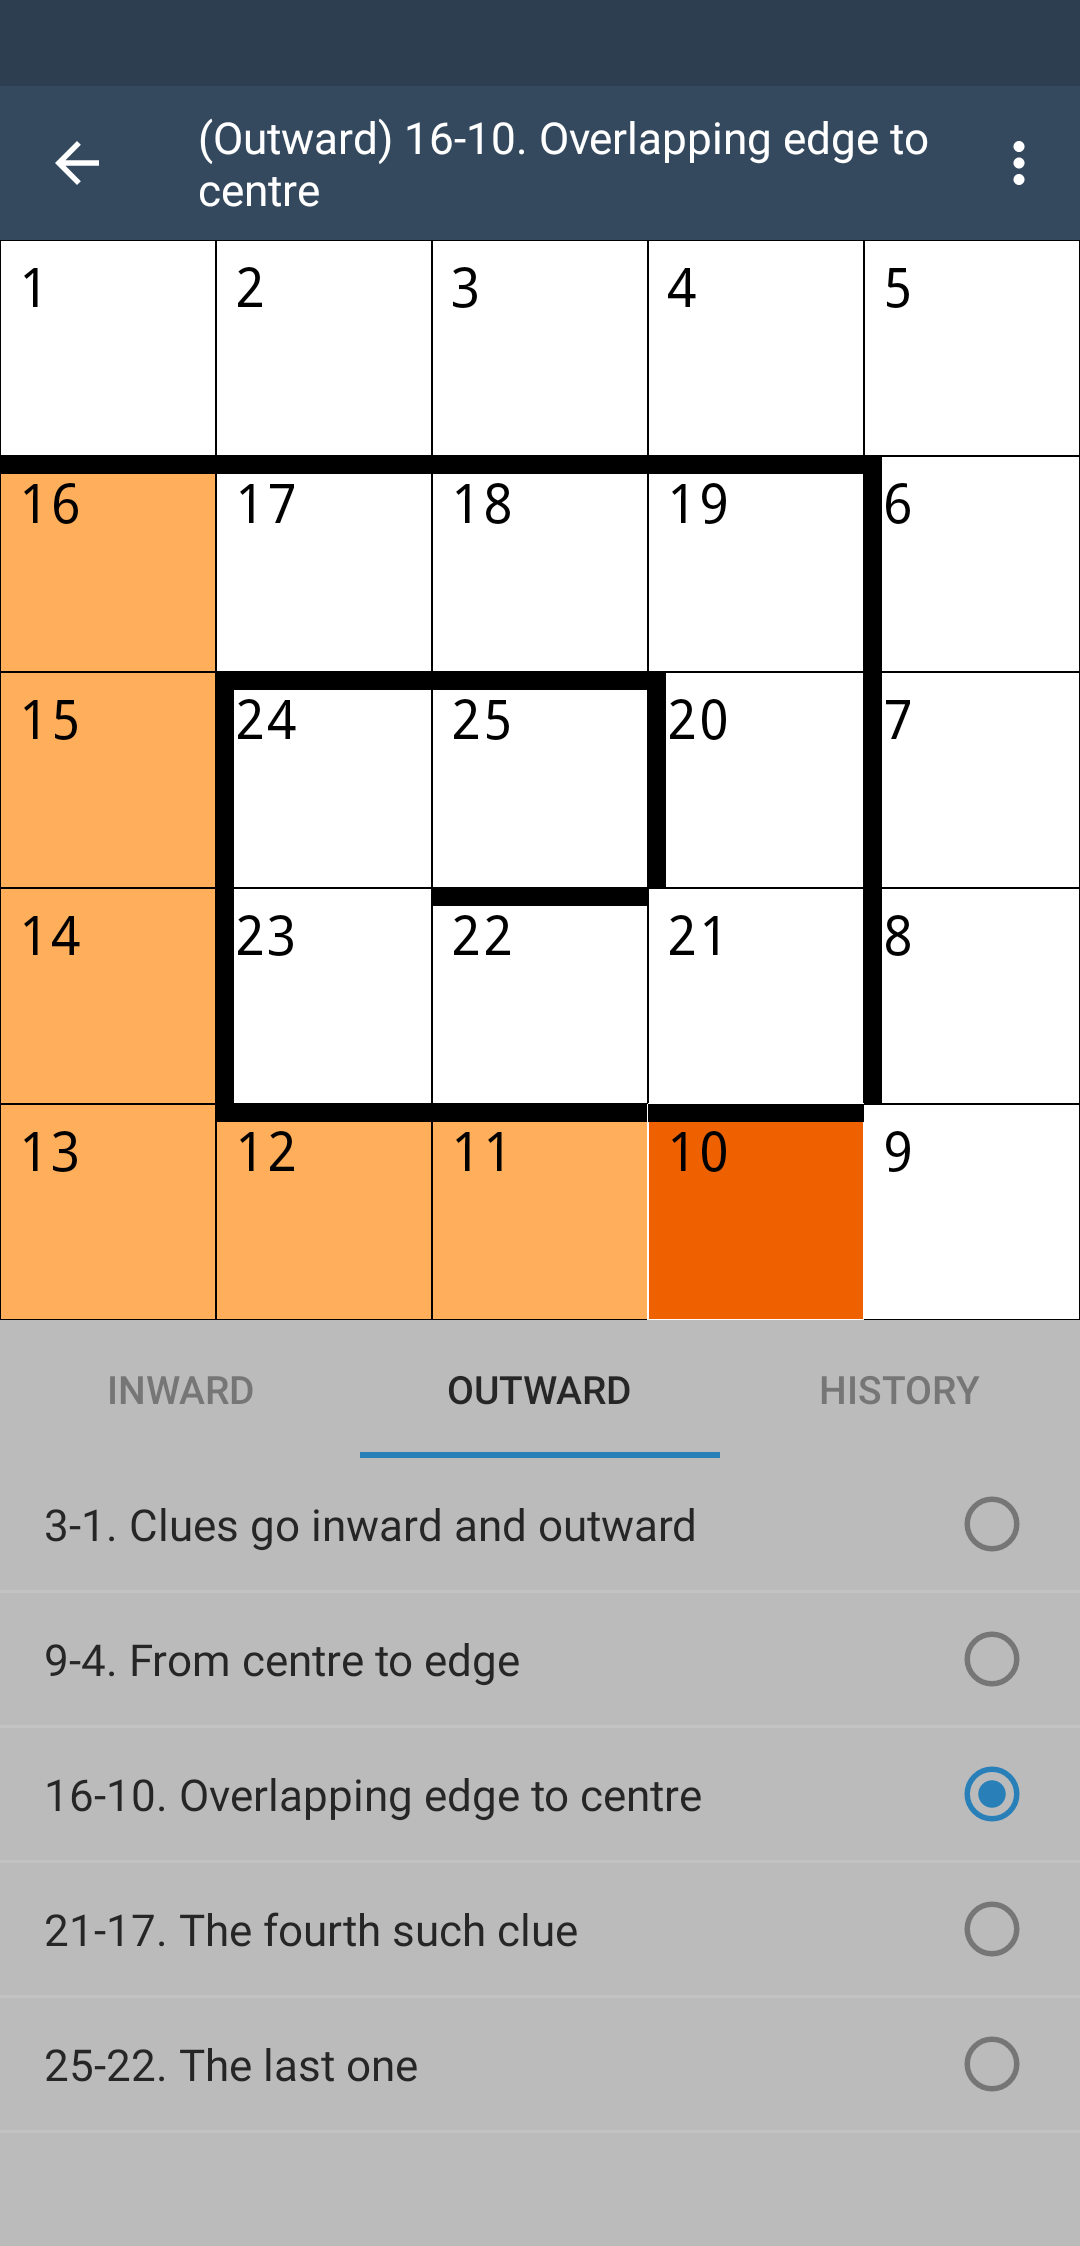 (Outward) 16-10. Overlapping edge to
centre
1 2 3 4 5
16 17 18 19 6
15 24 25 20 7
14 23 22 21 8
13 12 11 10 9
INWARD OUTWARD HISTORY
3-1. Clues go inward and outward
9-4. From centre to edge
16-10. Overlapping edge to centre
21-17. The fourth such clue
25-22. The last one